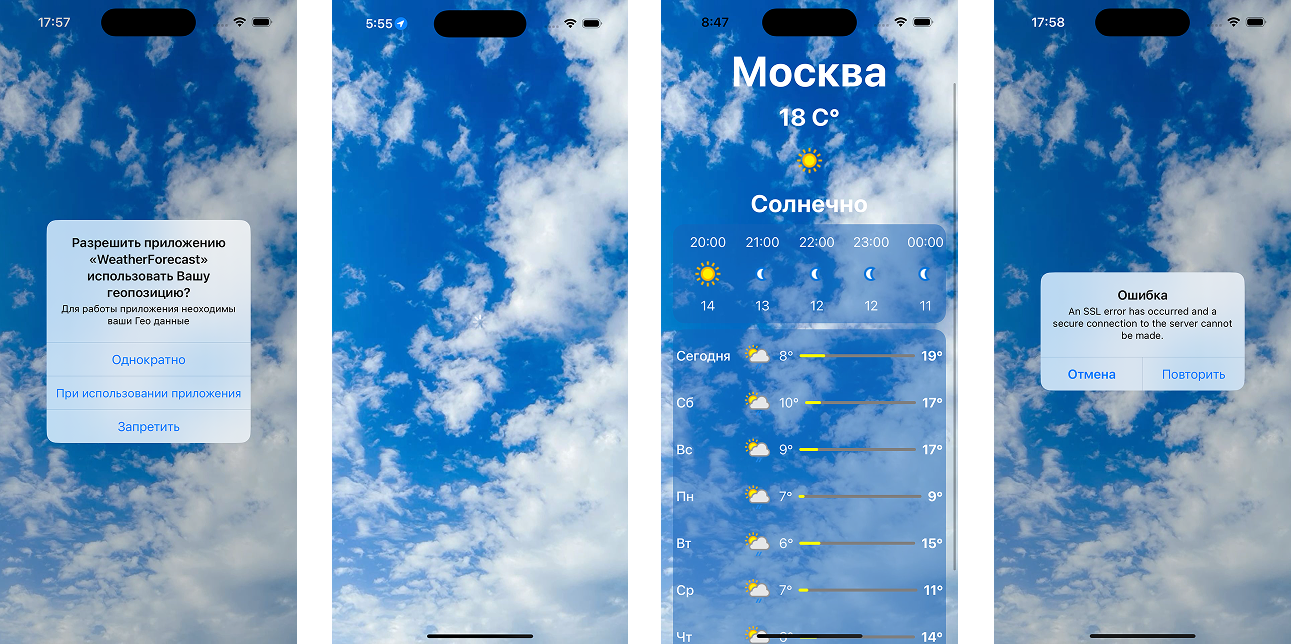 17:57
Разрешить приложению
«WeatherForecast»
использовать Вашу
геопозицию?
Для работы приложения неоходимы
ваши Гео данные
Однократно
При использовании приложения
Запретить
5:55
8:47
Москва
18 C°
Солнечно
20:00 21:00 22:00 23:00 00:00
14 13 12 12 11
Сегодня 8° 19°
Сб 10° 17°
Вс 9° 17°
Пн 7° 9°
Вт 6° 15°
Ср 7° 11°
Чт 14°
17:58
Ошибка
An SSL error has occurred and a
secure connection to the server cannot
be made.
Отмена Повторить